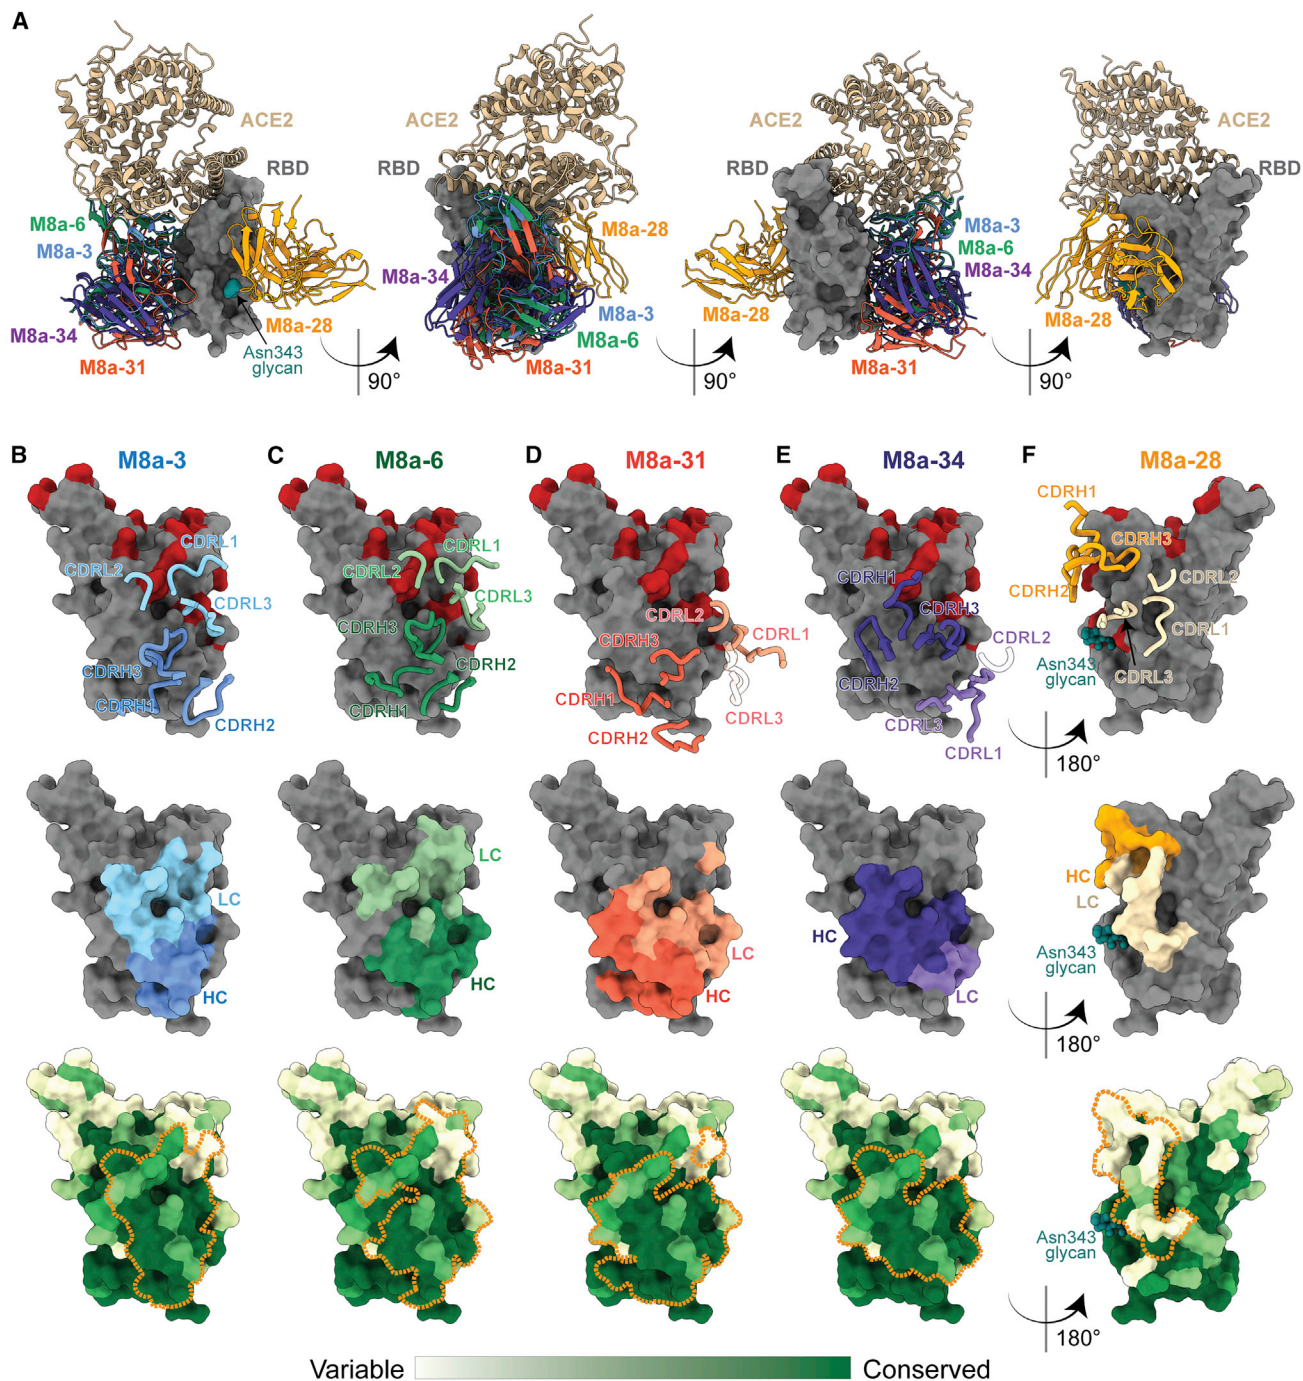 A
ACE2
RBD
M8a-6
M8a-3
M8a-34
M8a-31
M8a-28
Asn343
glycan
90°
ACE2
RBD
M8a-28
M8a-34
M8a-3
M8a-6
M8a-31
90°
ACE2
RBD
M8a-3
M8a-6
M8a-34
M8a-28
M8a-31
90°
ACE2
RBD
M8a-28
B
M8a-3
CDRL1
CDRL2
CDRL3
CDRH3
CDRH1
CDRH2
LC
HC
C
M8a-6
CDRL1
CDRL2
CDRL3
CDRH3
CDRH2
CDRH1
LC
HC
D
M8a-31
CDRL2
CDRL1
CDRH3
CDRH1
CDRL3
CDRH2
LC
HC
E
M8a-34
CDRH1
CDRH3
CDRL2
CDRH2
CDRL3
CDRL1
HC
LC
F
M8a-28
CDRH1
CDRH3
CDRH2
CDRL2
CDRL1
Asn343
glycan
CDRL3
180°
HC
LC
Asn343
glycan
180°
Asn343
glycan
180°
Variable
Conserved